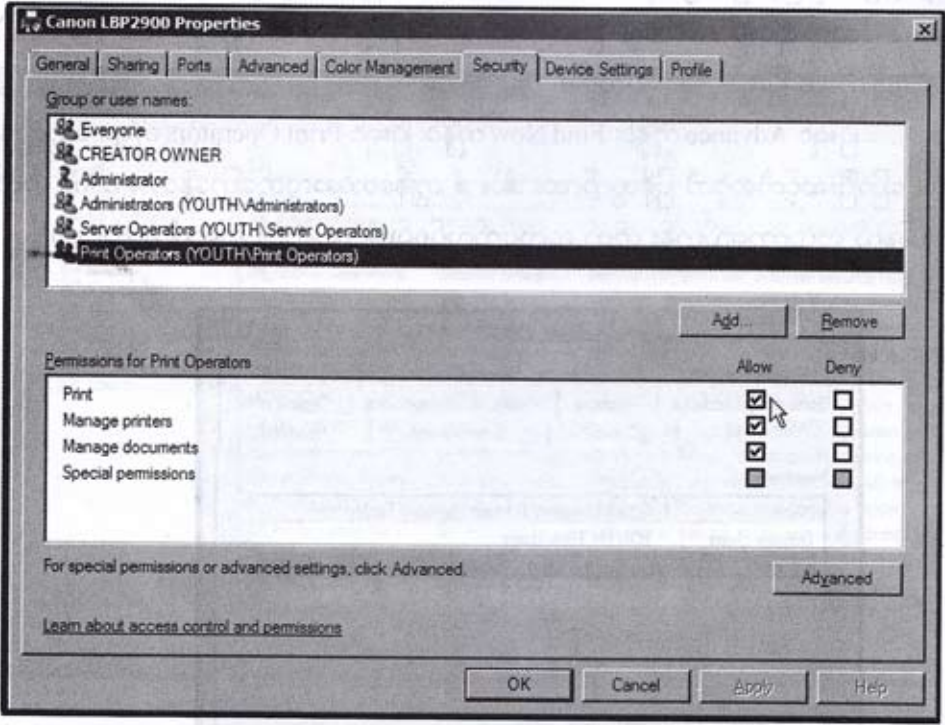 Canon LBP2900 Properties
General Sharing Ports Advanced Color Management Security Device Settings Profile
Group or user names:
Everyone
CREATOR OWNER
Administrator
Administrators (YOUTH\Administrators)
Server Operators (YOUTH\Server Operators)
Print Operators (YOUTH\Print Operators)
Add... Remove
Permissions for Print Operators Allow Deny
Print
Manage printers
Manage documents
Special permissions
For special permissions or advanced settings, click Advanced.
Advanced
Learn about access control and permissions
OK Cancel Apply Help